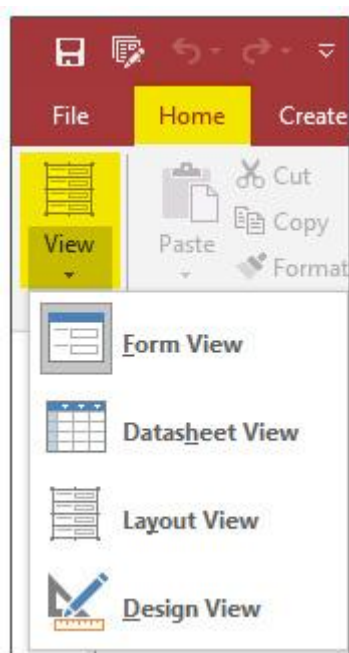 File Home Create
View
Paste
Cut
Copy
Format
Form View
Datasheet View
Layout View
Design View